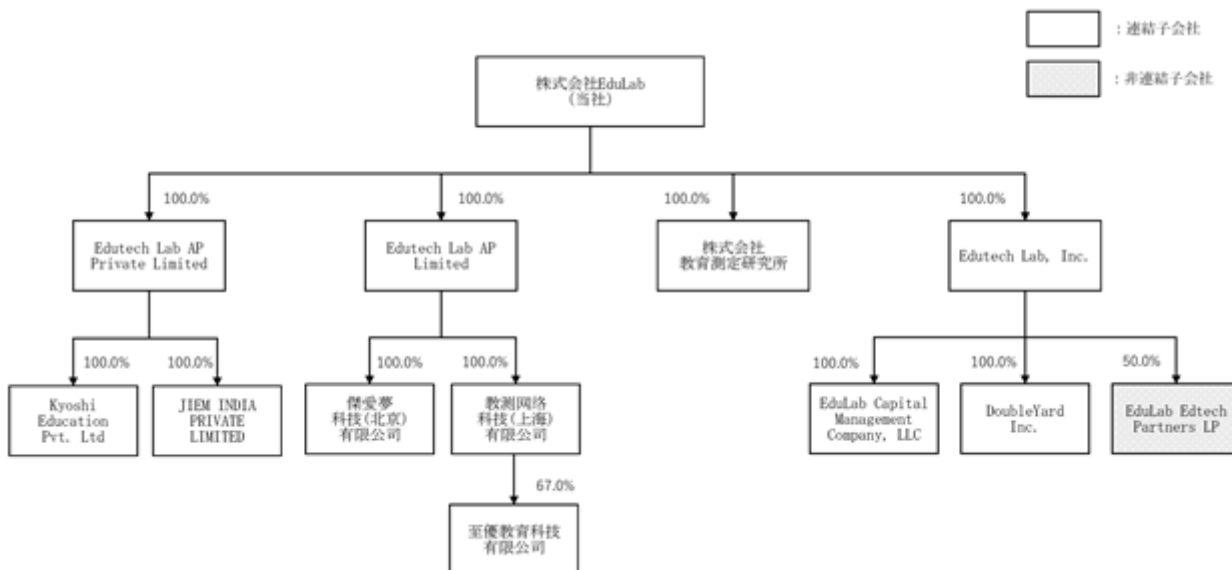 ：連結子会社
：非連結子会社
株式会社EduLab
(当社)
100.0%
100.0%
100.0%
100.0%
Edutech Lab AP
Private Limited
Edutech Lab AP
Limited
株式会社
教育測定研究所
Edutech Lab, Inc.
100.0%
100.0%
100.0%
100.0%
100.0%
100.0%
50.0%
Kyoshi
Education
Pvt. Ltd
JIEM INDIA
PRIVATE
LIMITED
傑愛夢
科技(北京)
有限公司
教測网络
科技(上海)
有限公司
EduLab Capital
Management
Company, LLC
DoubleYard
Inc.
EduLab Edtech
Partners LP
67.0%
至優教育科技
有限公司